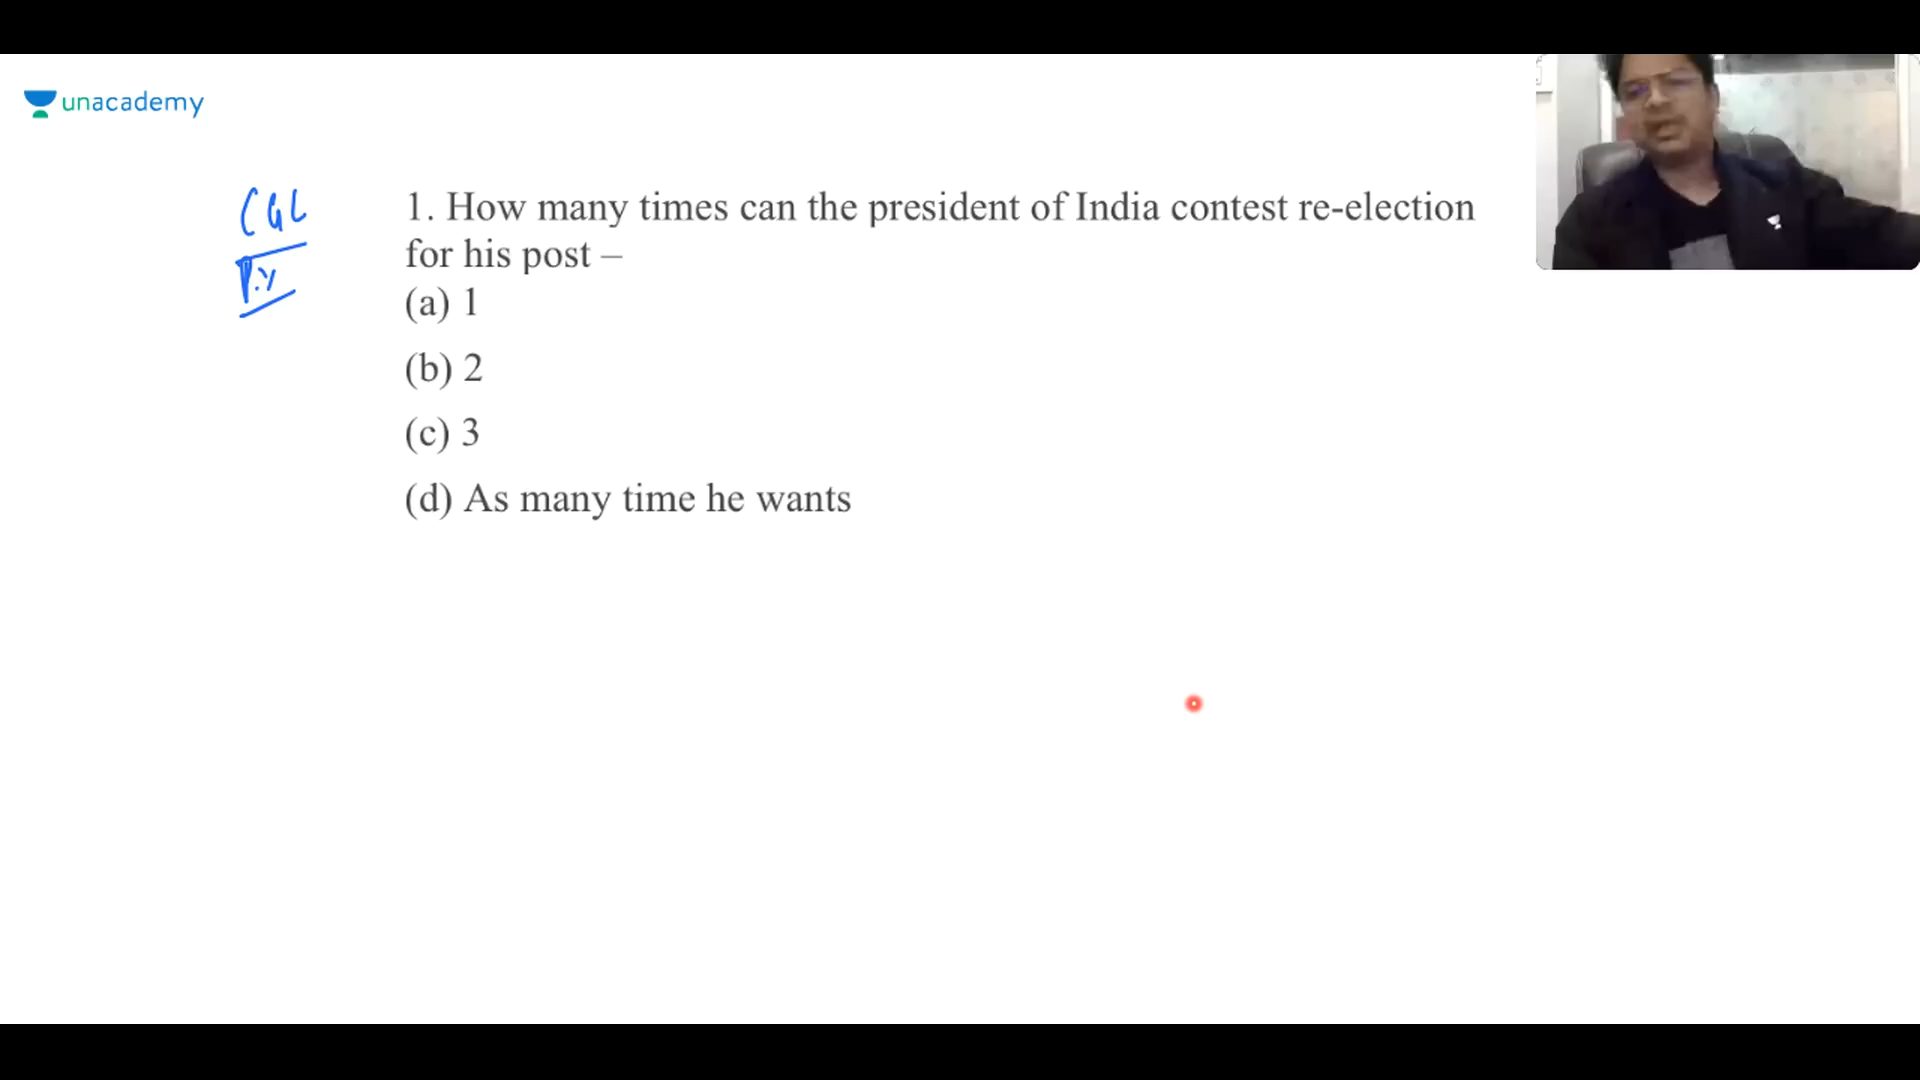 unacademy
CGL
P.Y
1. How many times can the president of India contest re-election
for his post –
(a) 1
(b) 2
(c) 3
(d) As many time he wants